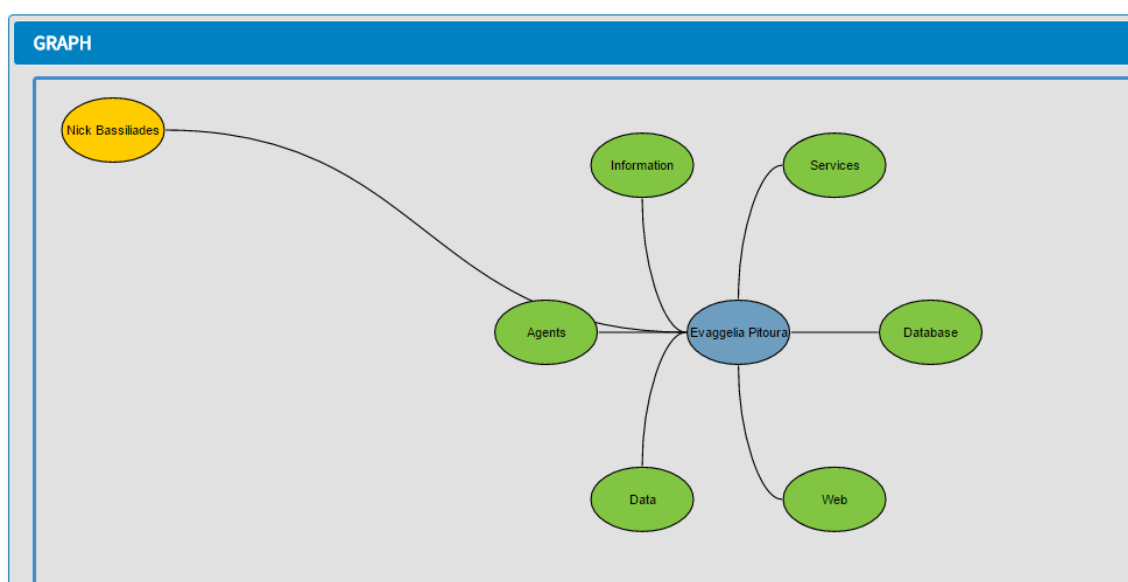 GRAPH
Nick Bassiliades
Information
Services
Agents
Evaggelia Pitoura
Database
Data
Web